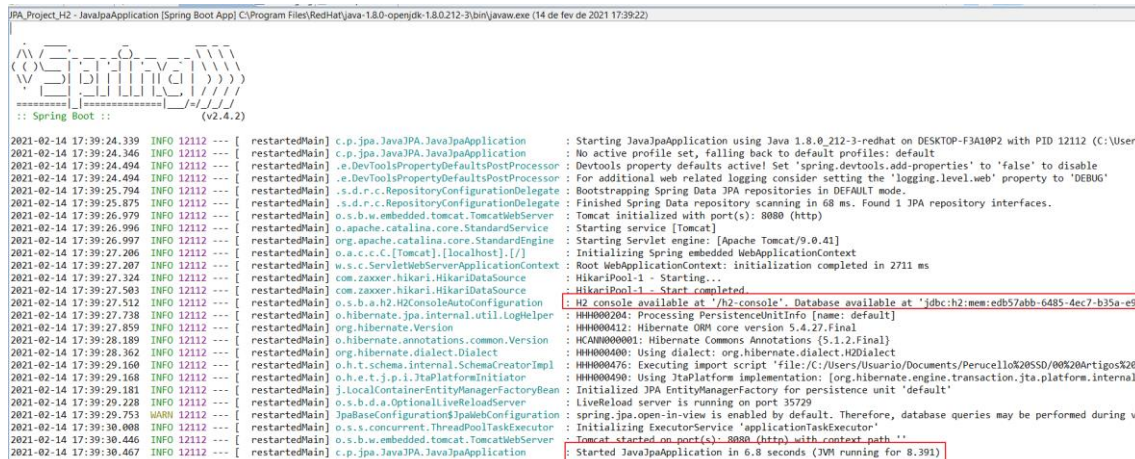 JPA_Project_H2 - JavaJpaApplication [Spring Boot App] C:\Program Files\RedHat\java-1.8.0-openjdk-1.8.0.212-3\bin\javaw.exe (14 de fev de 2021 17:39:22)
:: Spring Boot :: (v2.4.2)
2021-02-14 17:39:24.339 INFO 12112 --- [ restartedMain] c.p.jpa.JavaJPA.JavaJpaApplication : Starting JavaJpaApplication using Java 1.8.0_212-3-redhat on DESKTOP-F3A10P2 with PID 12112 (C:\User
2021-02-14 17:39:24.346 INFO 12112 --- [ restartedMain] c.p.jpa.JavaJPA.JavaJpaApplication : No active profile set, falling back to default profiles: default
2021-02-14 17:39:24.494 INFO 12112 --- [ restartedMain] .e.DevToolsPropertyDefaultsPostProcessor : Devtools property defaults active! Set 'spring.devtools.add-properties' to 'false' to disable
2021-02-14 17:39:24.494 INFO 12112 --- [ restartedMain] .e.DevToolsPropertyDefaultsPostProcessor : For additional web related logging consider setting the 'logging.level.web' property to 'DEBUG'
2021-02-14 17:39:25.794 INFO 12112 --- [ restartedMain] .s.d.r.c.RepositoryConfigurationDelegate : Bootstrapping Spring Data JPA repositories in DEFAULT mode.
2021-02-14 17:39:25.875 INFO 12112 --- [ restartedMain] .s.d.r.c.RepositoryConfigurationDelegate : Finished Spring Data repository scanning in 68 ms. Found 1 JPA repository interfaces.
2021-02-14 17:39:26.979 INFO 12112 --- [ restartedMain] o.s.b.w.embedded.tomcat.TomcatWebServer : Tomcat initialized with port(s): 8080 (http)
2021-02-14 17:39:26.996 INFO 12112 --- [ restartedMain] o.apache.catalina.core.StandardService : Starting service [Tomcat]
2021-02-14 17:39:26.997 INFO 12112 --- [ restartedMain] org.apache.catalina.core.StandardEngine : Starting Servlet engine: [Apache Tomcat/9.0.41]
2021-02-14 17:39:27.206 INFO 12112 --- [ restartedMain] o.a.c.c.C.[Tomcat].[localhost].[/] : Initializing Spring embedded WebApplicationContext
2021-02-14 17:39:27.207 INFO 12112 --- [ restartedMain] w.s.c.ServletWebServerApplicationContext : Root WebApplicationContext: initialization completed in 2711 ms
2021-02-14 17:39:27.324 INFO 12112 --- [ restartedMain] com.zaxxer.hikari.HikariDataSource : HikariPool-1 - Starting...
2021-02-14 17:39:27.503 INFO 12112 --- [ restartedMain] com.zaxxer.hikari.HikariDataSource : HikariPool-1 - Start completed.
2021-02-14 17:39:27.512 INFO 12112 --- [ restartedMain] o.s.b.a.h2.H2ConsoleAutoConfiguration : H2 console available at '/h2-console'. Database available at 'jdbc:h2:mem:edb57abb-6485-4ec7-b35a-e9
2021-02-14 17:39:27.738 INFO 12112 --- [ restartedMain] o.hibernate.jpa.internal.util.LogHelper : HHH000204: Processing PersistenceUnitInfo [name: default]
2021-02-14 17:39:27.859 INFO 12112 --- [ restartedMain] org.hibernate.Version : HHH000412: Hibernate ORM core version 5.4.27.Final
2021-02-14 17:39:28.189 INFO 12112 --- [ restartedMain] o.hibernate.annotations.common.Version : HCANN000001: Hibernate Commons Annotations {5.1.2.Final}
2021-02-14 17:39:28.362 INFO 12112 --- [ restartedMain] org.hibernate.dialect.Dialect : HHH000400: Using dialect: org.hibernate.dialect.H2Dialect
2021-02-14 17:39:29.160 INFO 12112 --- [ restartedMain] o.h.t.schema.internal.SchemaCreatorImpl : HHH000476: Executing import script 'file:/C:/Users/Usuario/Documents/Perucello%20SSD/00%20Artigos%20
2021-02-14 17:39:29.168 INFO 12112 --- [ restartedMain] o.h.e.t.j.p.i.JtaPlatformInitiator : HHH000490: Using JtaPlatform implementation: [org.hibernate.engine.transaction.jta.platform.internal
2021-02-14 17:39:29.181 INFO 12112 --- [ restartedMain] j.LocalContainerEntityManagerFactoryBean : Initialized JPA EntityManagerFactory for persistence unit 'default'
2021-02-14 17:39:29.228 INFO 12112 --- [ restartedMain] o.s.b.d.a.OptionalLiveReloadServer : LiveReload server is running on port 35729
2021-02-14 17:39:29.753 WARN 12112 --- [ restartedMain] JpaBaseConfiguration$JpaWebConfiguration : spring.jpa.open-in-view is enabled by default. Therefore, database queries may be performed during v
2021-02-14 17:39:30.008 INFO 12112 --- [ restartedMain] o.s.s.concurrent.ThreadPoolTaskExecutor : Initializing ExecutorService 'applicationTaskExecutor'
2021-02-14 17:39:30.446 INFO 12112 --- [ restartedMain] o.s.b.w.embedded.tomcat.TomcatWebServer : Tomcat started on port(s): 8080 (http) with context path ''
2021-02-14 17:39:30.467 INFO 12112 --- [ restartedMain] c.p.jpa.JavaJPA.JavaJpaApplication : Started JavaJpaApplication in 6.8 seconds (JVM running for 8.391)